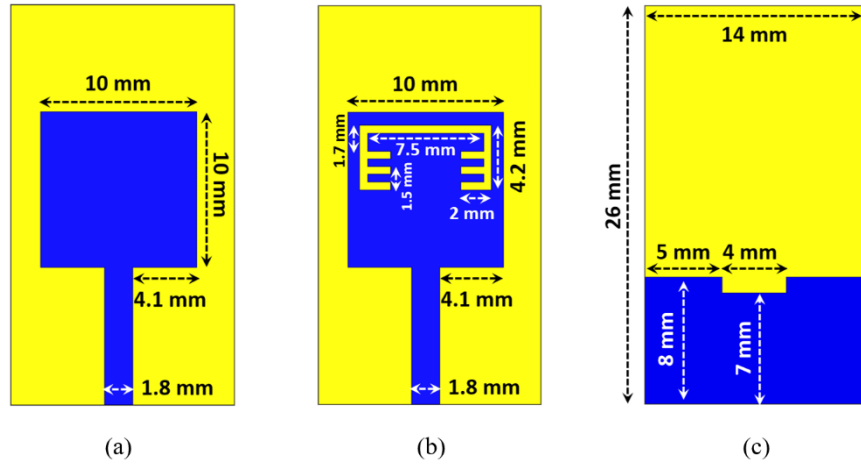 10 mm
10 mm
4.1 mm
1.8 mm
(a)
10 mm
1.7 mm
7.5 mm
4.2 mm
1.5 mm
2 mm
4.1 mm
1.8 mm
(b)
14 mm
26 mm
5 mm
4 mm
8 mm
7 mm
(c)